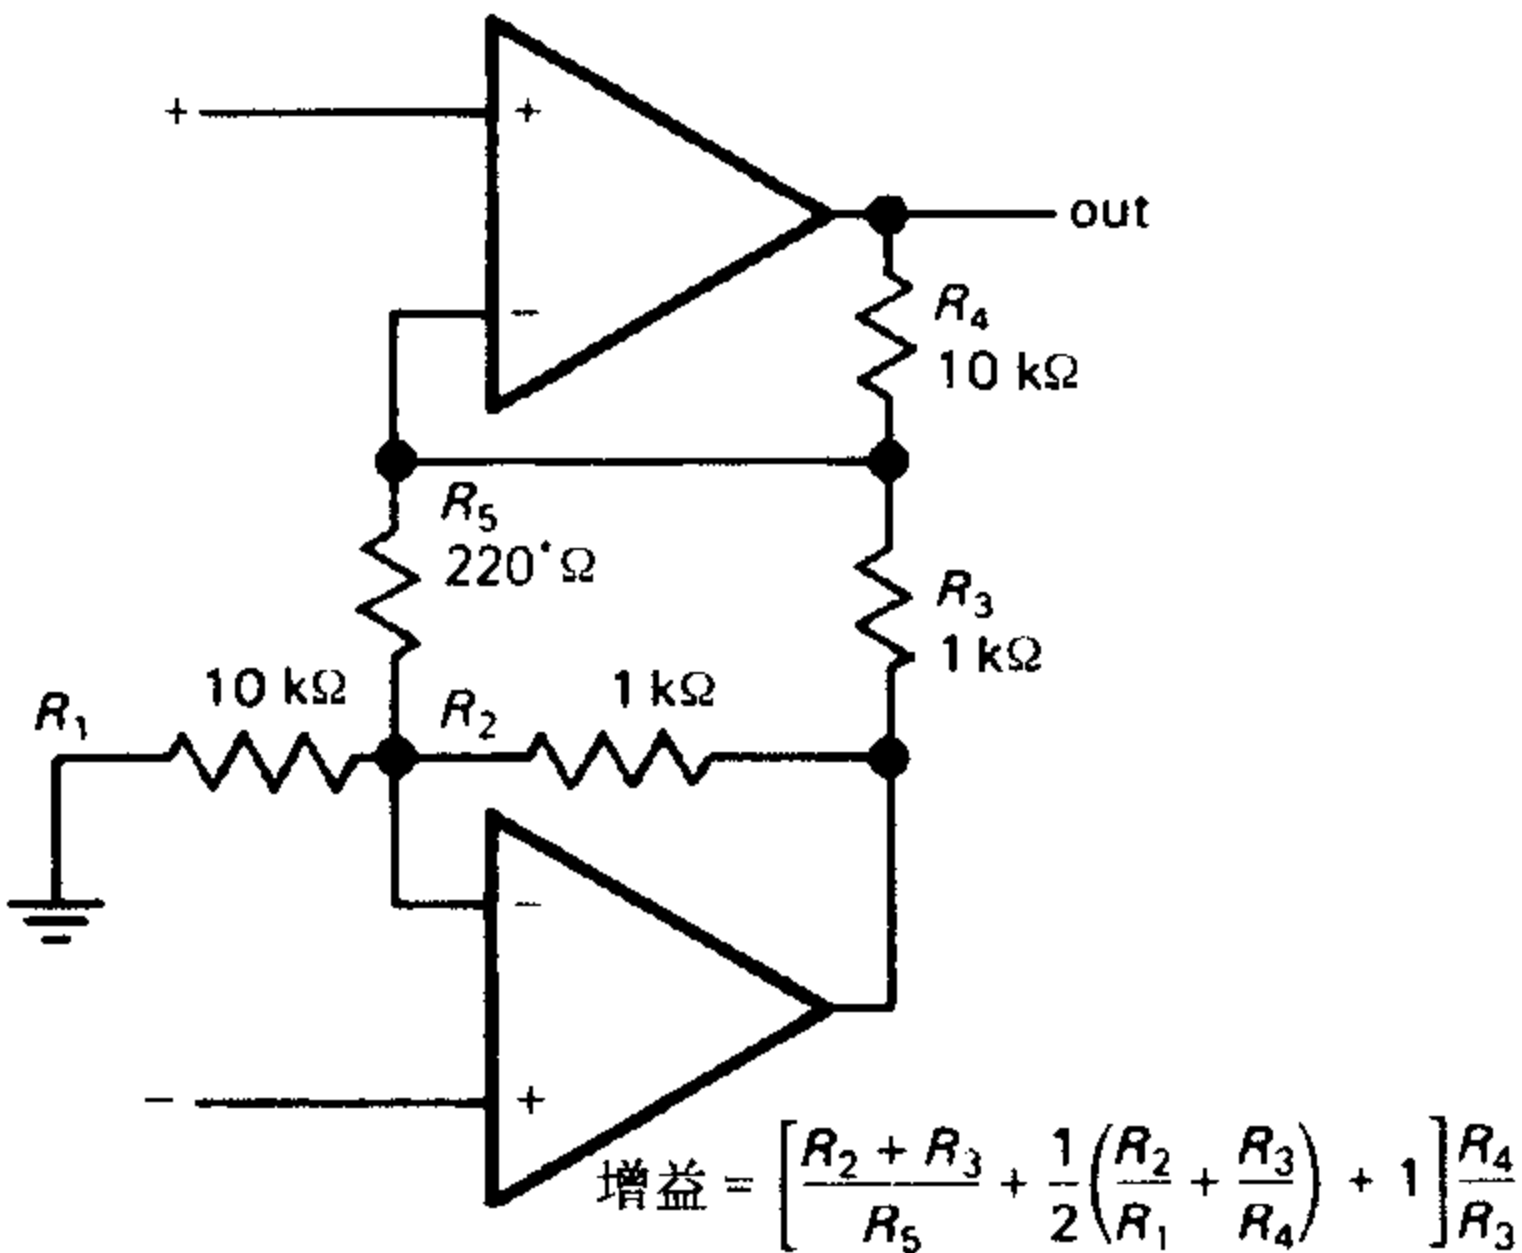 +
+
out
−
R₄
10 kΩ
R₅
220 Ω
R₃
1 kΩ
10 kΩ
1 kΩ
R₁
R₂
−
−
+
增益 = [(R₂ + R₃)/R₅ + 1/2 (R₂/R₁ + R₃/R₄) + 1] R₄/R₃